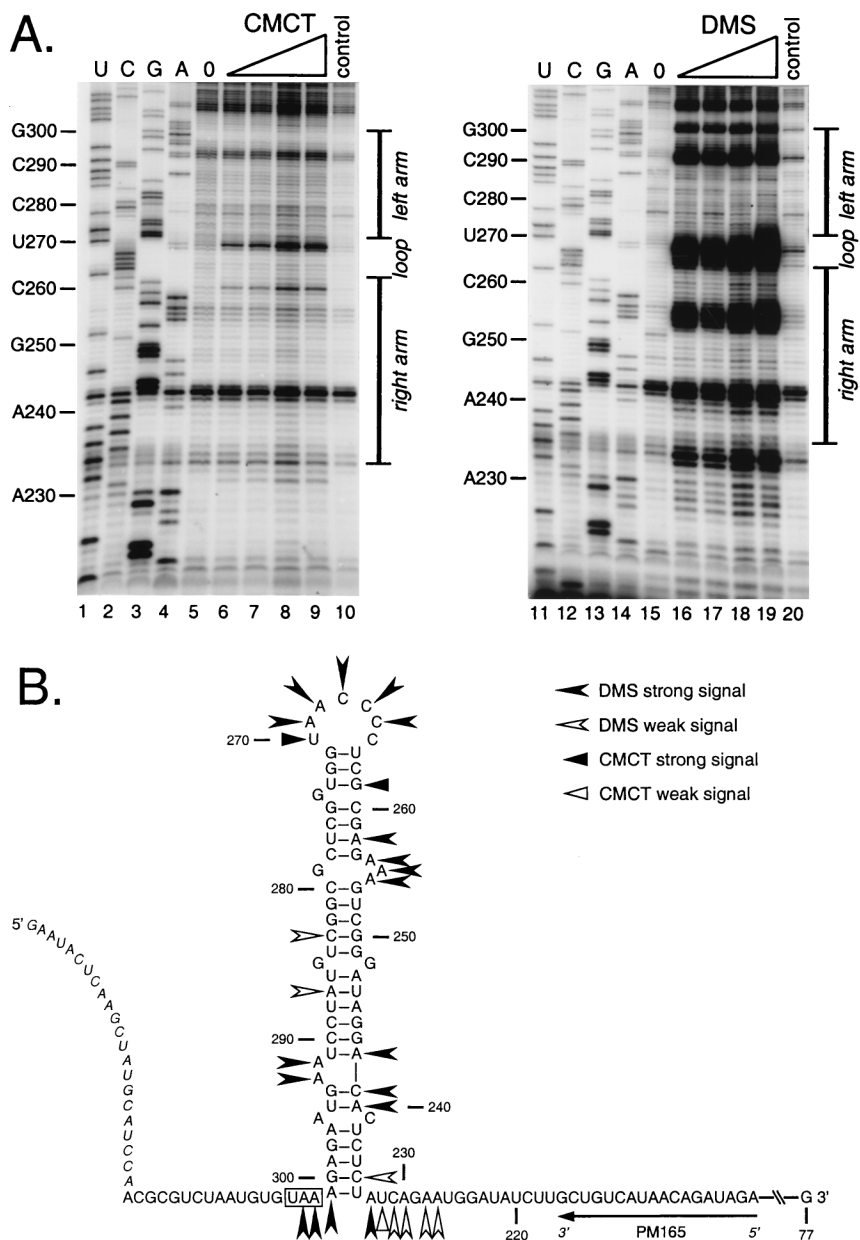 A.
CMCT
control
U C G A 0
G300
C290
C280
U270
C260
G250
A240
A230
left arm
loop
right arm
1 2 3 4 5 6 7 8 9 10
DMS
control
U C G A 0
G300
C290
C280
U270
C260
G250
A240
A230
left arm
loop
right arm
11 12 13 14 15 16 17 18 19 20
B.
DMS strong signal
DMS weak signal
CMCT strong signal
CMCT weak signal
C
A C
A C
270 U C
G–U
G–C
U–G
G
G–C 260
C–G
U–A
C–G A
G A
A
280 C–G
G–U
G–C
C–G 250
U–G
G G
U A
A–U
U–A
C–G
C–G
290 U–A
A
A G–C
U–A 240
A C
A–U
G–C
A–U
300 G–C 230
5' GAAUACUCAAGCUAUGCAUCCA
ACGCGUCUAAUGUGUAA A–U AUCAGAAUGGAUAUCUUGCUGUCAUAACAGAUAGA G 3'
220 3' PM165 5' 77